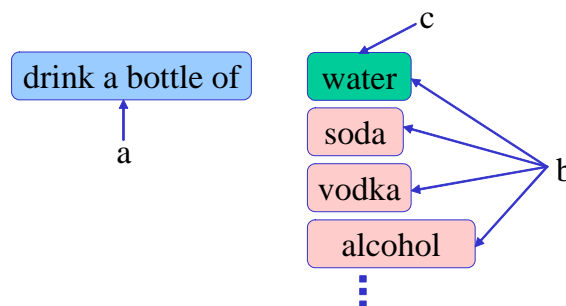 c
drink a bottle of
water
a
soda
b
vodka
alcohol